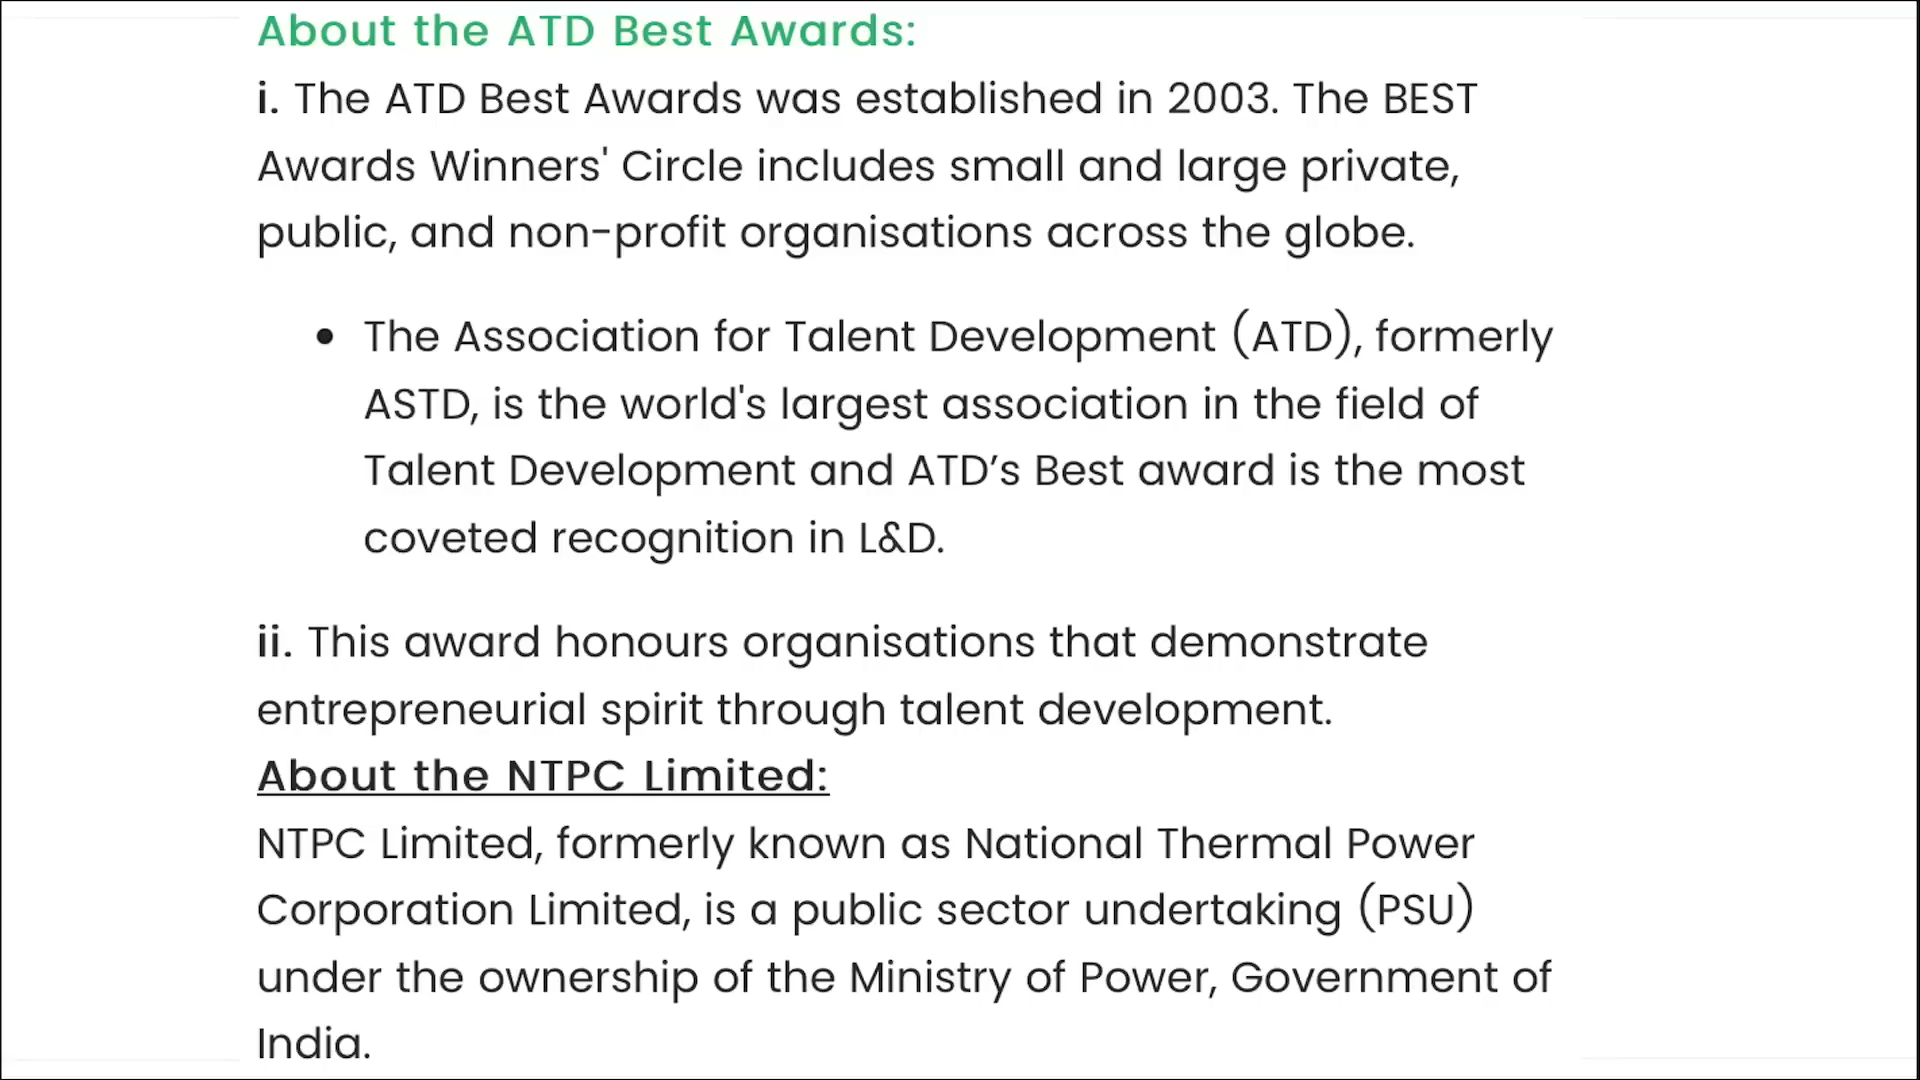 About the ATD Best Awards:
i. The ATD Best Awards was established in 2003. The BEST
Awards Winners' Circle includes small and large private,
public, and non-profit organisations across the globe.
• The Association for Talent Development (ATD), formerly
ASTD, is the world's largest association in the field of
Talent Development and ATD’s Best award is the most
coveted recognition in L&D.
ii. This award honours organisations that demonstrate
entrepreneurial spirit through talent development.
About the NTPC Limited:
NTPC Limited, formerly known as National Thermal Power
Corporation Limited, is a public sector undertaking (PSU)
under the ownership of the Ministry of Power, Government of
India.